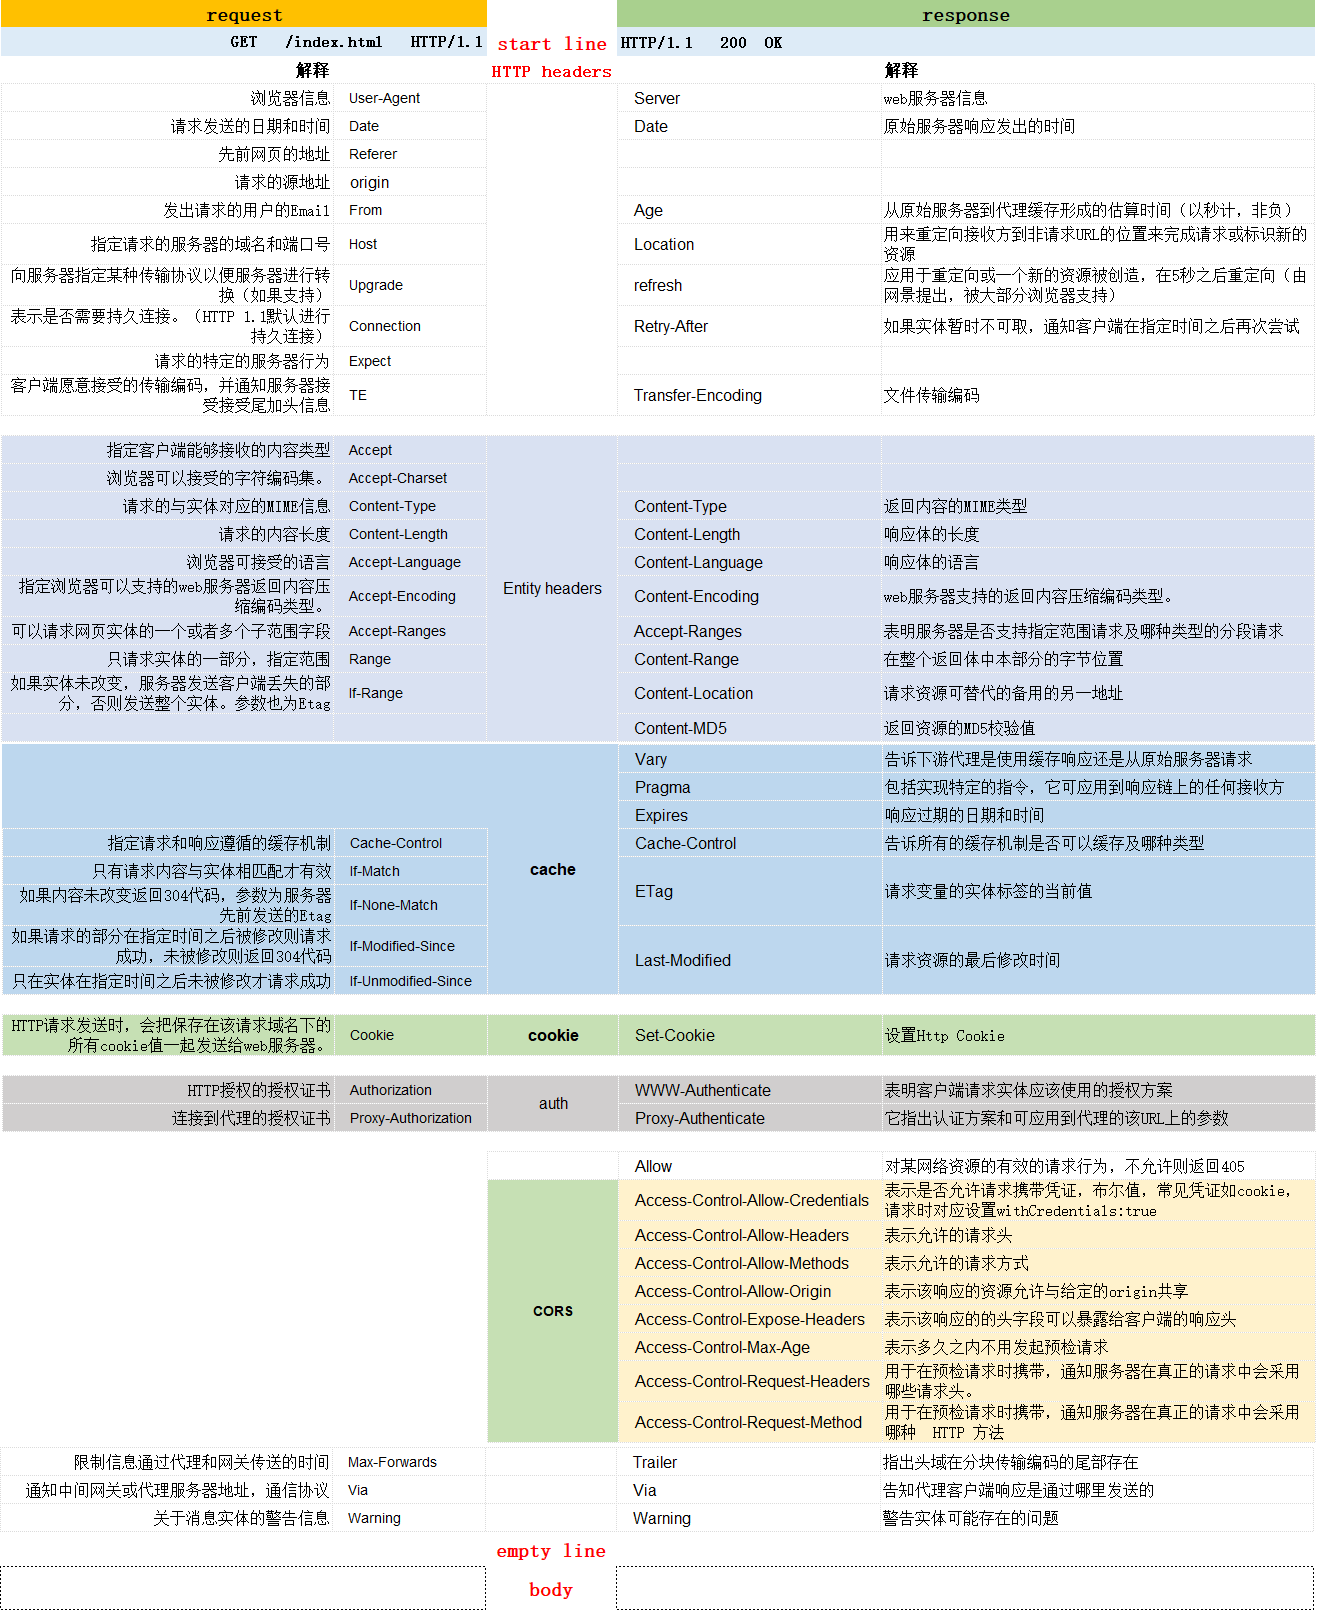 request response
GET /index.html HTTP/1.1 start line HTTP/1.1 200 OK
解释 HTTP headers 解释
浏览器信息 User-Agent Server web服务器信息
请求发送的日期和时间 Date Date 原始服务器响应发出的时间
先前网页的地址 Referer
请求的源地址 origin
发出请求的用户的Email From Age 从原始服务器到代理缓存形成的估算时间（以秒计，非负）
指定请求的服务器的域名和端口号 Host Location 用来重定向接收方到非请求URL的位置来完成请求或标识新的
资源
向服务器指定某种传输协议以便服务器进行转
换（如果支持） Upgrade refresh 应用于重定向或一个新的资源被创造，在5秒之后重定向（由
网景提出，被大部分浏览器支持）
表示是否需要持久连接。（HTTP 1.1默认进行
持久连接） Connection Retry-After 如果实体暂时不可取，通知客户端在指定时间之后再次尝试
请求的特定的服务器行为 Expect
客户端愿意接受的传输编码，并通知服务器接
受接受尾加头信息 TE Transfer-Encoding 文件传输编码
指定客户端能够接收的内容类型 Accept
浏览器可以接受的字符编码集。 Accept-Charset
请求的与实体对应的MIME信息 Content-Type Content-Type 返回内容的MIME类型
请求的内容长度 Content-Length Content-Length 响应体的长度
浏览器可接受的语言 Accept-Language Content-Language 响应体的语言
指定浏览器可以支持的web服务器返回内容压
缩编码类型。 Accept-Encoding Entity headers Content-Encoding web服务器支持的返回内容压缩编码类型。
可以请求网页实体的一个或者多个子范围字段 Accept-Ranges Accept-Ranges 表明服务器是否支持指定范围请求及哪种类型的分段请求
只请求实体的一部分，指定范围 Range Content-Range 在整个返回体中本部分的字节位置
如果实体未改变，服务器发送客户端丢失的部
分，否则发送整个实体。参数也为Etag If-Range Content-Location 请求资源可替代的备用的另一地址
Content-MD5 返回资源的MD5校验值
Vary 告诉下游代理是使用缓存响应还是从原始服务器请求
Pragma 包括实现特定的指令，它可应用到响应链上的任何接收方
Expires 响应过期的日期和时间
指定请求和响应遵循的缓存机制 Cache-Control Cache-Control 告诉所有的缓存机制是否可以缓存及哪种类型
只有请求内容与实体相匹配才有效 If-Match cache
如果内容未改变返回304代码，参数为服务器
先前发送的Etag If-None-Match ETag 请求变量的实体标签的当前值
如果请求的部分在指定时间之后被修改则请求
成功，未被修改则返回304代码 If-Modified-Since Last-Modified 请求资源的最后修改时间
只在实体在指定时间之后未被修改才请求成功 If-Unmodified-Since
HTTP请求发送时，会把保存在该请求域名下的
所有cookie值一起发送给web服务器。 Cookie cookie Set-Cookie 设置Http Cookie
HTTP授权的授权证书 Authorization auth WWW-Authenticate 表明客户端请求实体应该使用的授权方案
连接到代理的授权证书 Proxy-Authorization Proxy-Authenticate 它指出认证方案和可应用到代理的该URL上的参数
Allow 对某网络资源的有效的请求行为，不允许则返回405
Access-Control-Allow-Credentials 表示是否允许请求携带凭证，布尔值，常见凭证如cookie，
请求时对应设置withCredentials:true
Access-Control-Allow-Headers 表示允许的请求头
Access-Control-Allow-Methods 表示允许的请求方式
Access-Control-Allow-Origin 表示该响应的资源允许与给定的origin共享
CORS Access-Control-Expose-Headers 表示该响应的的头字段可以暴露给客户端的响应头
Access-Control-Max-Age 表示多久之内不用发起预检请求
Access-Control-Request-Headers 用于在预检请求时携带，通知服务器在真正的请求中会采用
哪些请求头。
Access-Control-Request-Method 用于在预检请求时携带，通知服务器在真正的请求中会采用
哪种 HTTP 方法
限制信息通过代理和网关传送的时间 Max-Forwards Trailer 指出头域在分块传输编码的尾部存在
通知中间网关或代理服务器地址，通信协议 Via Via 告知代理客户端响应是通过哪里发送的
关于消息实体的警告信息 Warning Warning 警告实体可能存在的问题
empty line
body